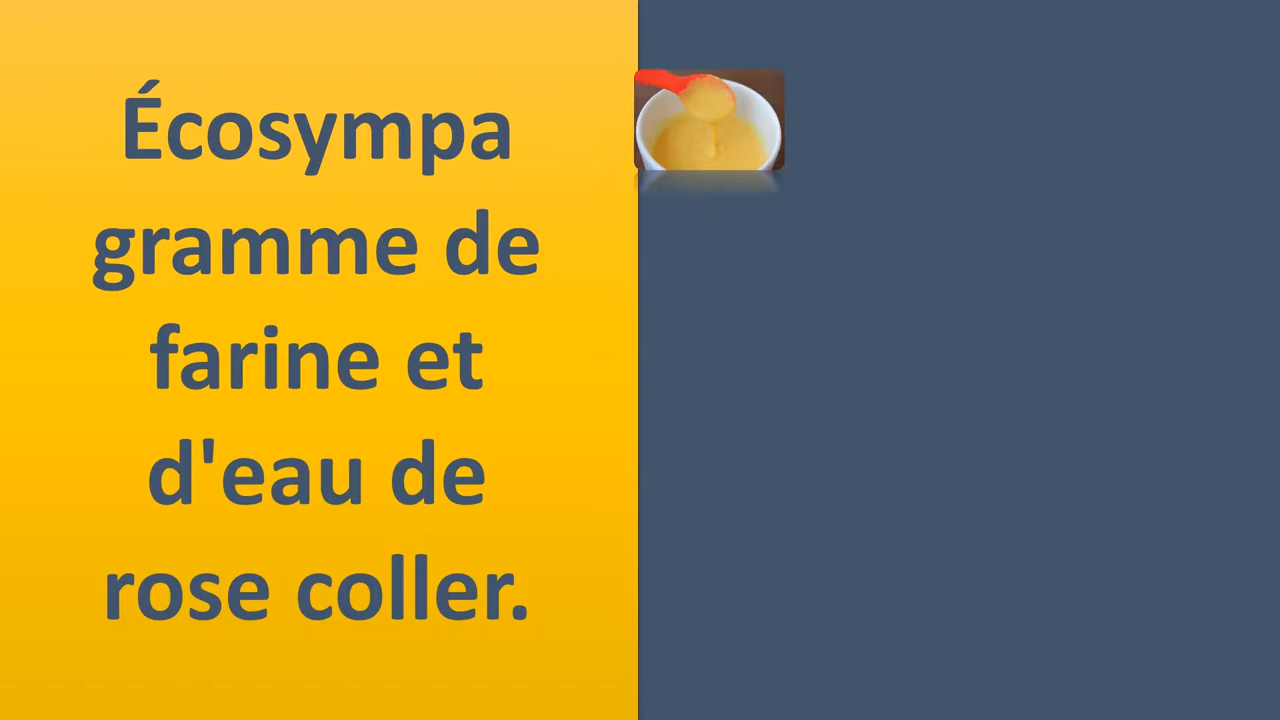 Écosympa
gramme de
farine et
d'eau de
rose coller.